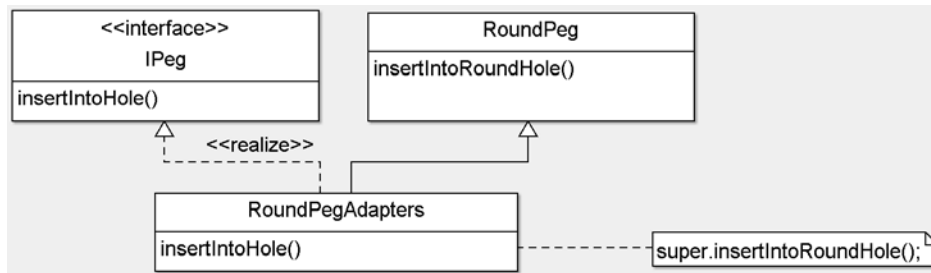 <<interface>>
IPeg
insertIntoHole()
RoundPeg
insertIntoRoundHole()
<<realize>>
RoundPegAdapters
insertIntoHole()
super.insertIntoRoundHole();